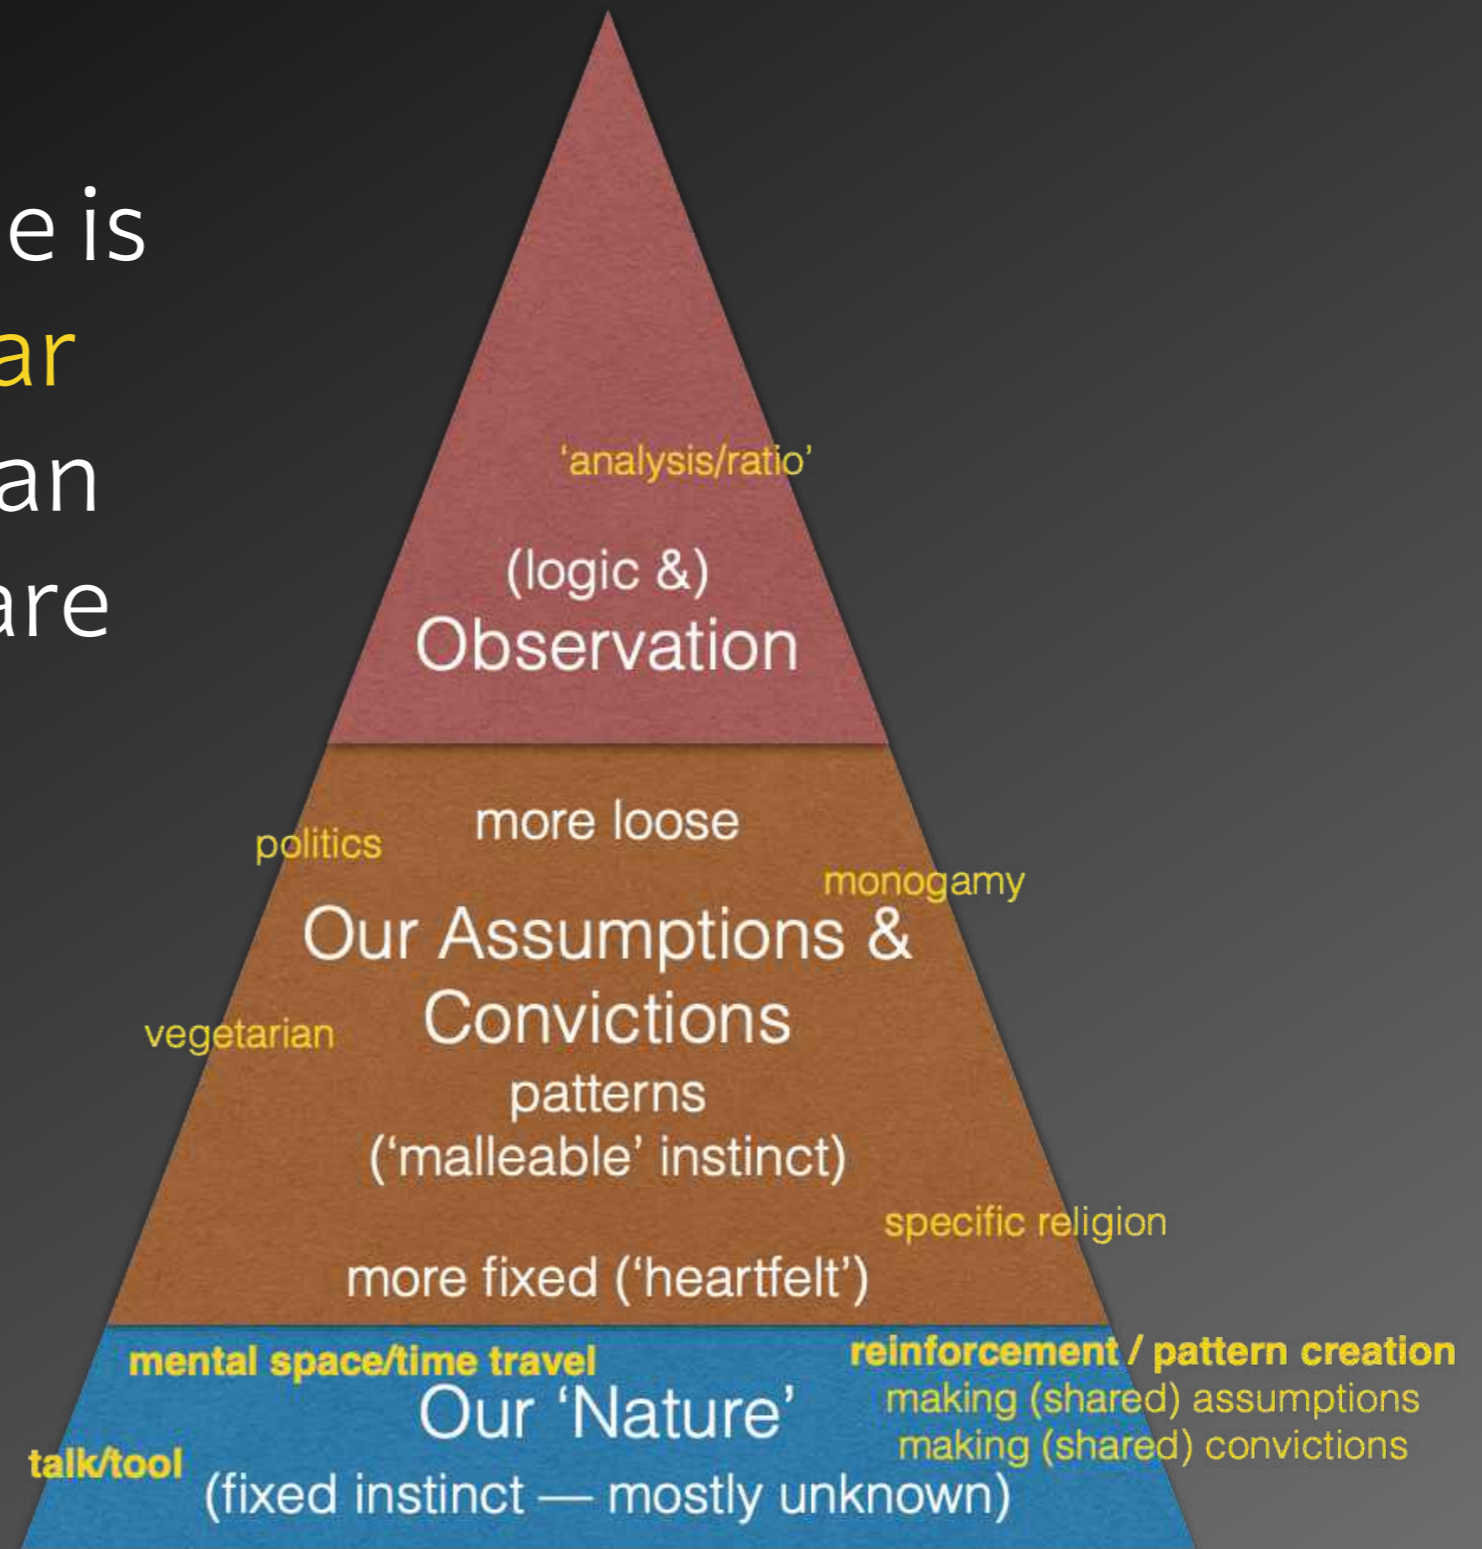 e is
ar
an
are
‘analysis/ratio’
(logic &)
Observation
more loose
politics
monogamy
Our Assumptions &
Convictions
vegetarian
patterns
(‘malleable’ instinct)
specific religion
more fixed (‘heartfelt’)
mental space/time travel
reinforcement / pattern creation
making (shared) assumptions
making (shared) convictions
Our ‘Nature’
talk/tool
(fixed instinct — mostly unknown)